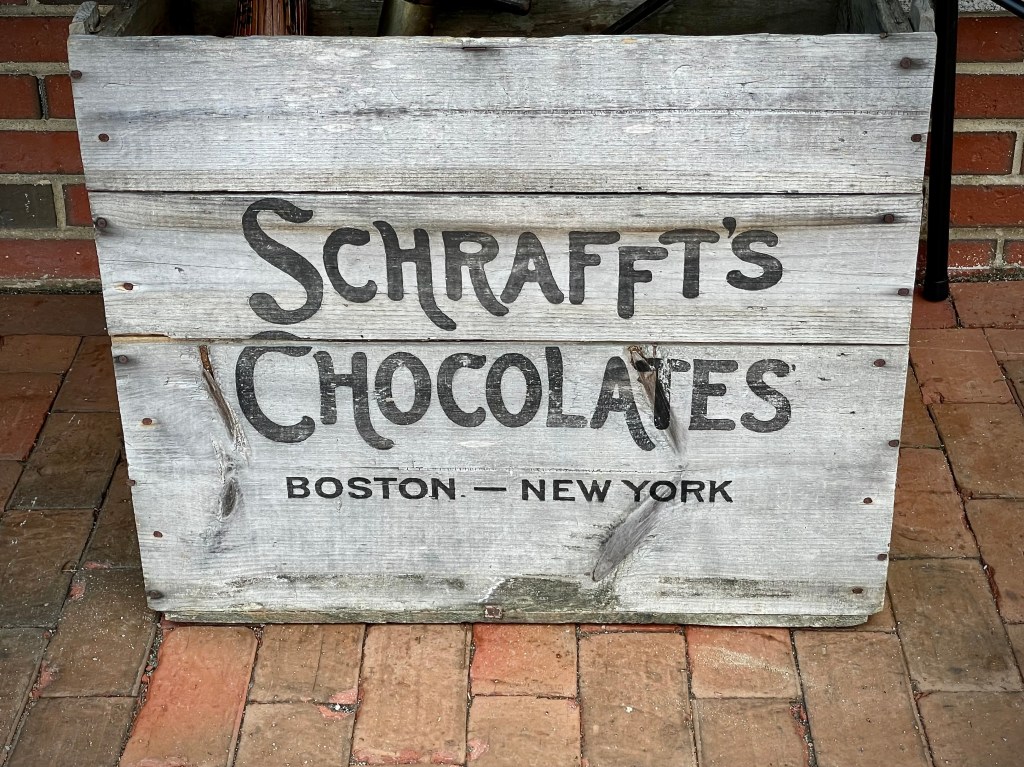 SCHRAFFT'S
CHOCOLATES
BOSTON. — NEW YORK